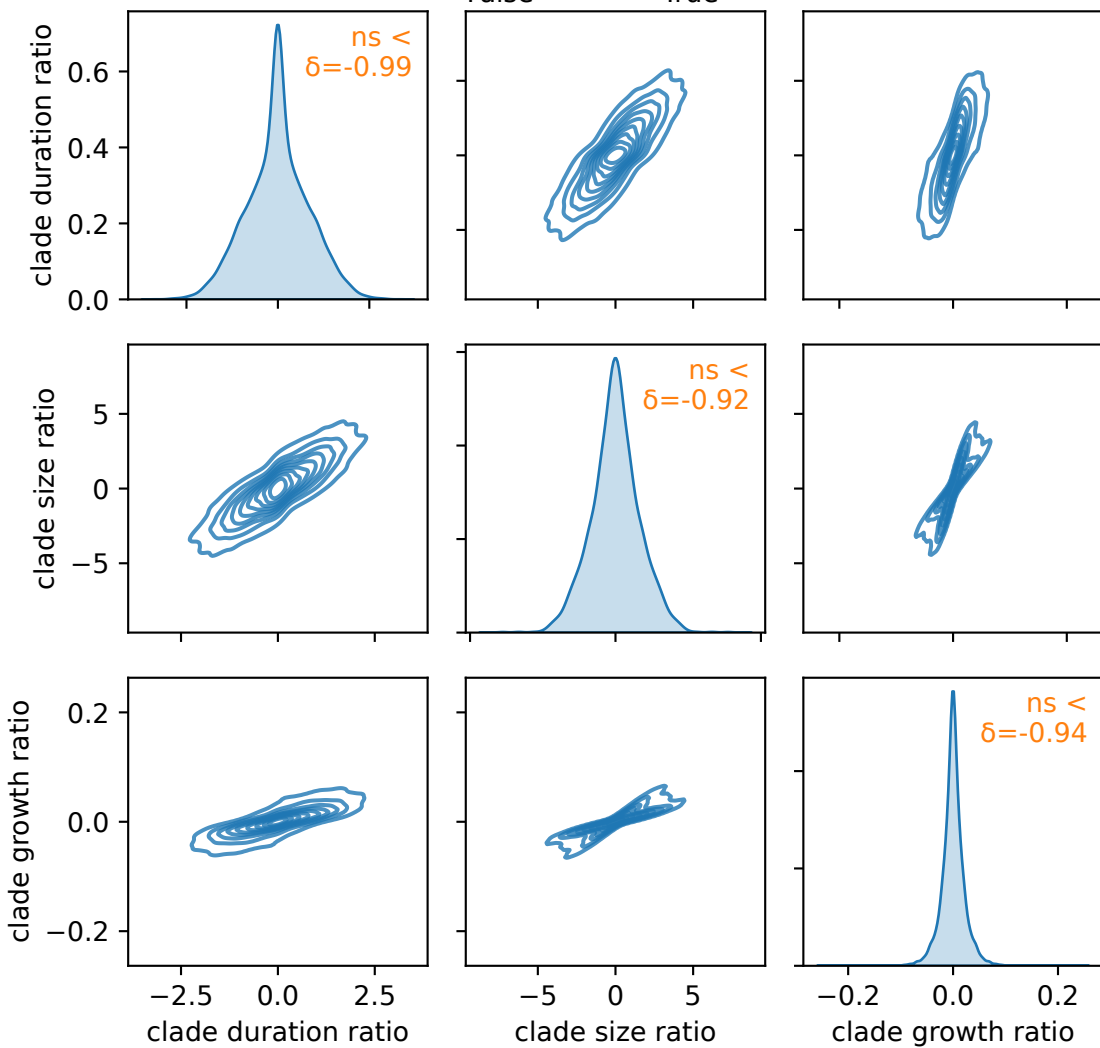 clade duration ratio
0.6
0.4
0.2
0.0
ns <
δ=-0.99
clade size ratio
5
0
−5
ns <
δ=-0.92
clade growth ratio
0.2
0.0
−0.2
ns <
δ=-0.94
−2.5 0.0 2.5
−5 0 5
−0.2 0.0 0.2
clade duration ratio
clade size ratio
clade growth ratio